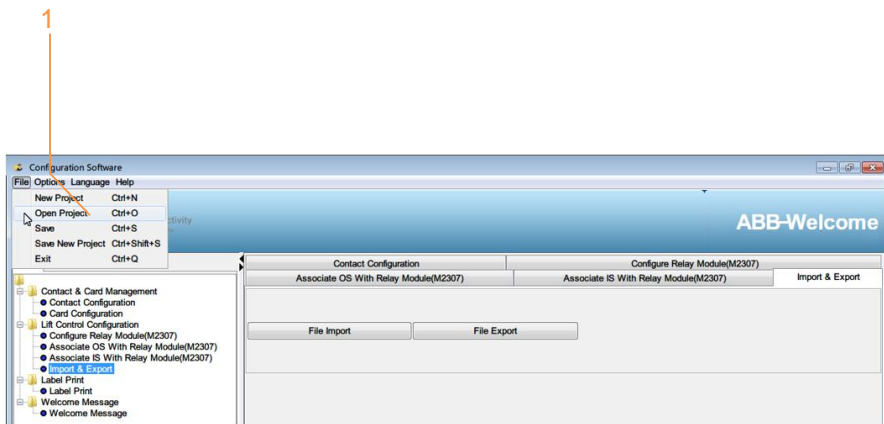 1
Configuration Software
File Options Language Help
New Project Ctrl+N
Open Project Ctrl+O
Save Ctrl+S
Save New Project Ctrl+Shift+S
Exit Ctrl+Q
ABB-Welcome
Contact Configuration Configure Relay Module(M2307)
Associate OS With Relay Module(M2307) Associate IS With Relay Module(M2307) Import & Export
Contact & Card Management
Contact Configuration
Card Configuration
Lift Control Configuration
Configure Relay Module(M2307)
Associate OS With Relay Module(M2307)
Associate IS With Relay Module(M2307)
Import & Export
Label Print
Label Print
Welcome Message
Welcome Message
File Import File Export